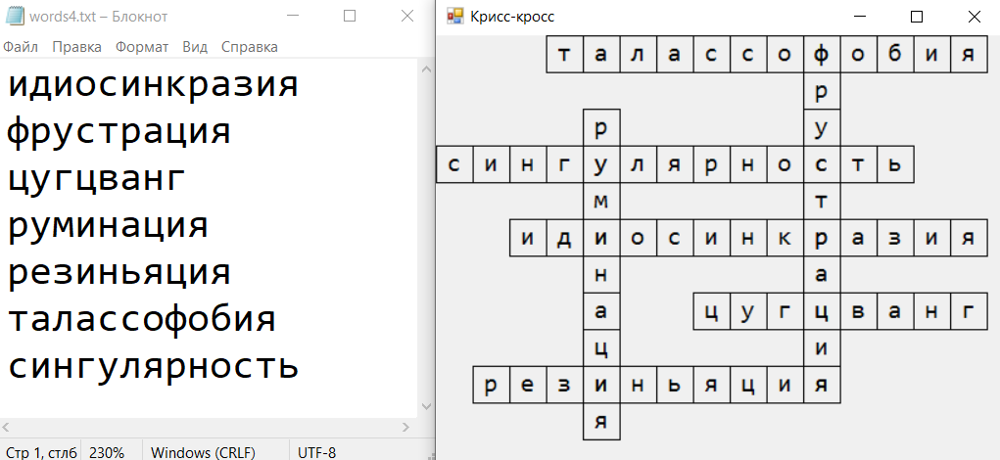 words4.txt – Блокнот
Файл Правка Формат Вид Справка
идиосинкразия
фрустрация
цугцванг
руминация
резиньяция
талассофобия
сингулярность
Стр 1, стлб 230% Windows (CRLF) UTF-8
Крисс-кросс
талассофобия
р
р у
сингулярность
м т
идиосинкразия
н а
а цугцванг
ц и
резиньяция
я